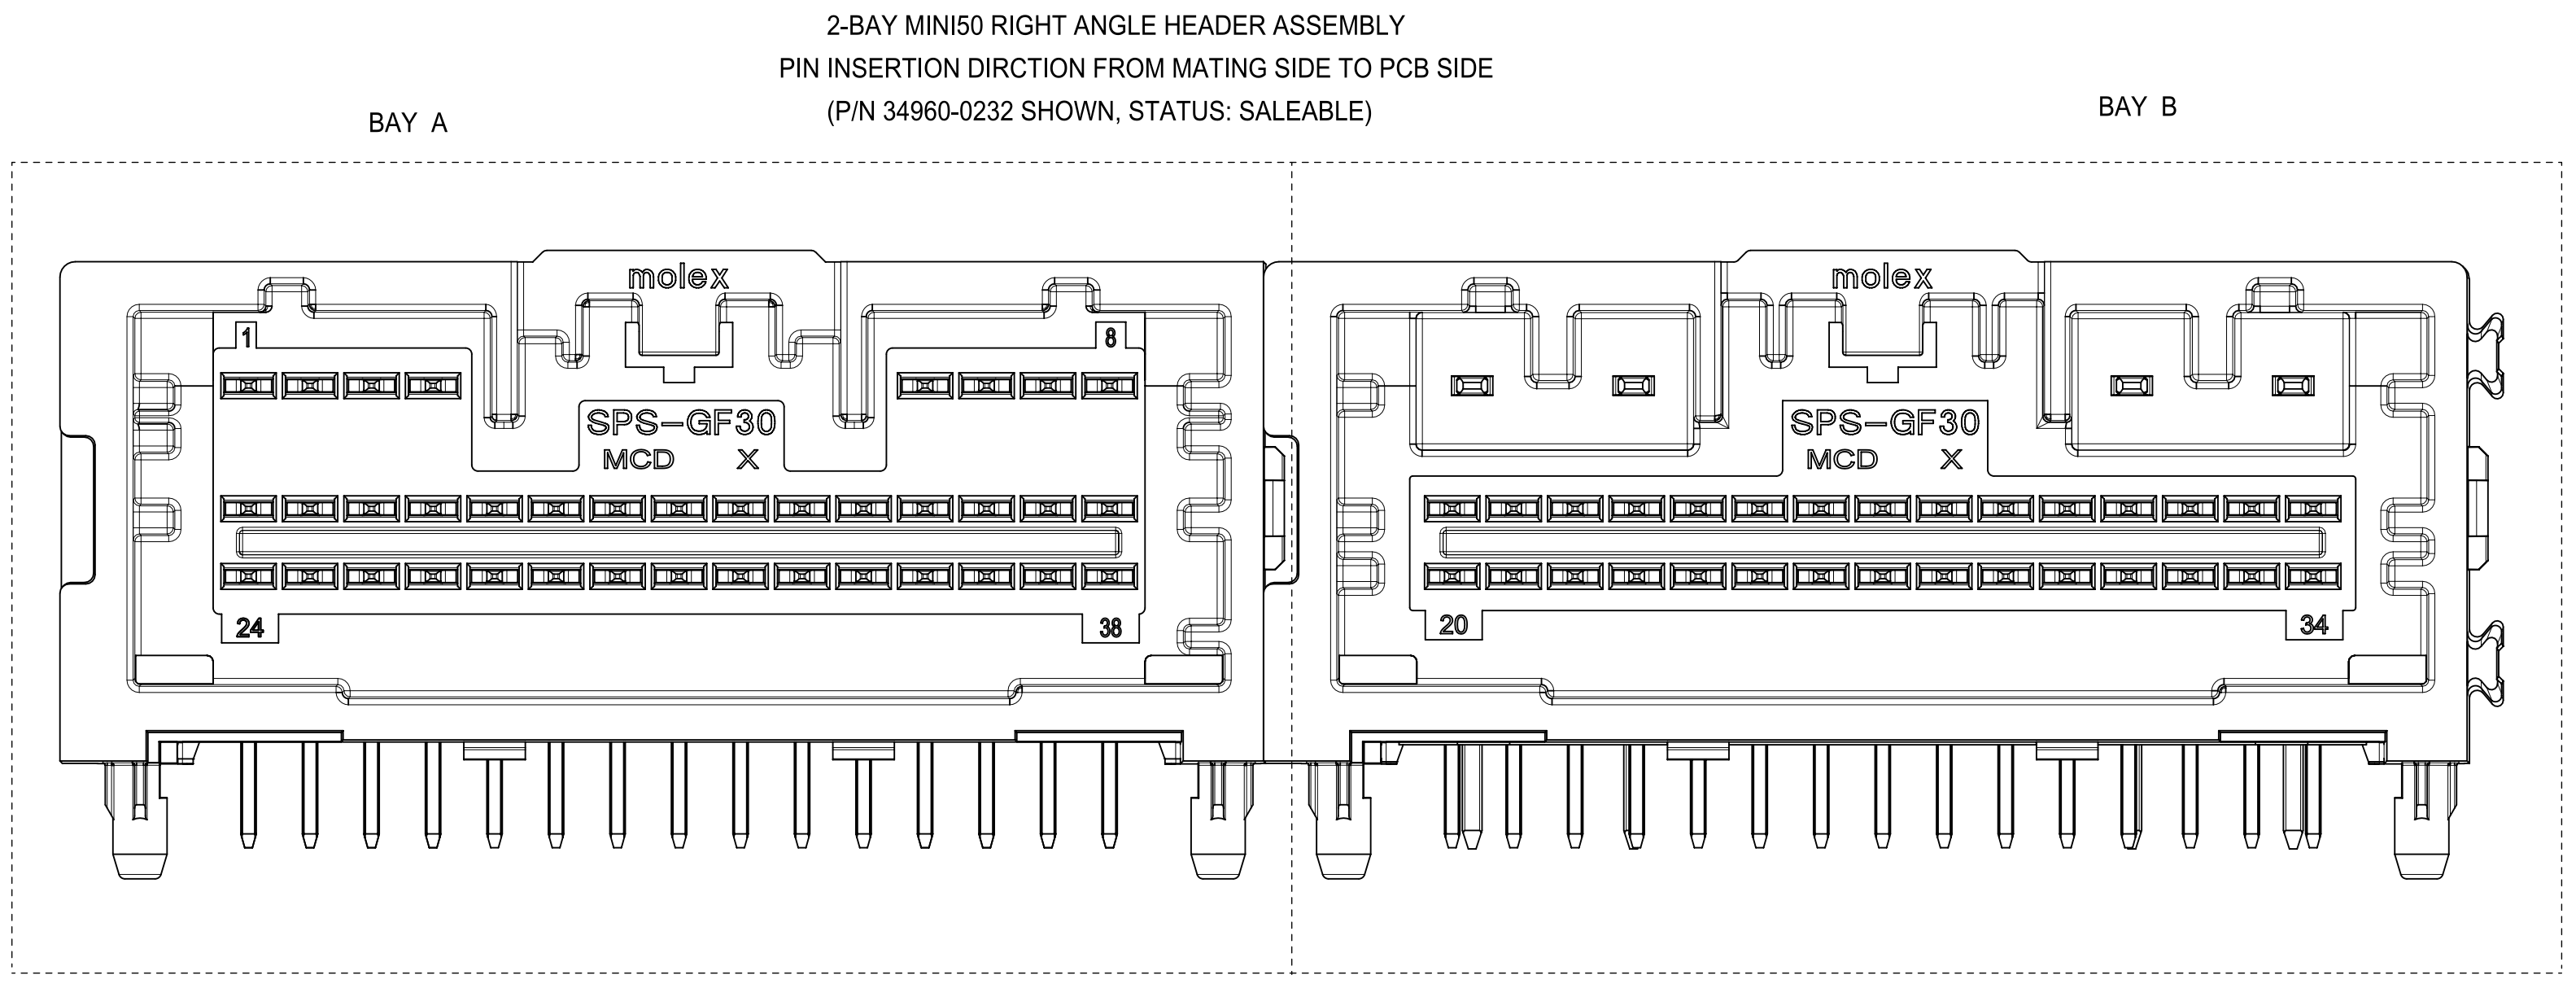 2-BAY MINI50 RIGHT ANGLE HEADER ASSEMBLY
PIN INSERTION DIRCTION FROM MATING SIDE TO PCB SIDE
(P/N 34960-0232 SHOWN, STATUS: SALEABLE)
BAY A
BAY B
molex
1
8
SPS-GF30
MCD X
24
38
molex
SPS-GF30
MCD X
20
34